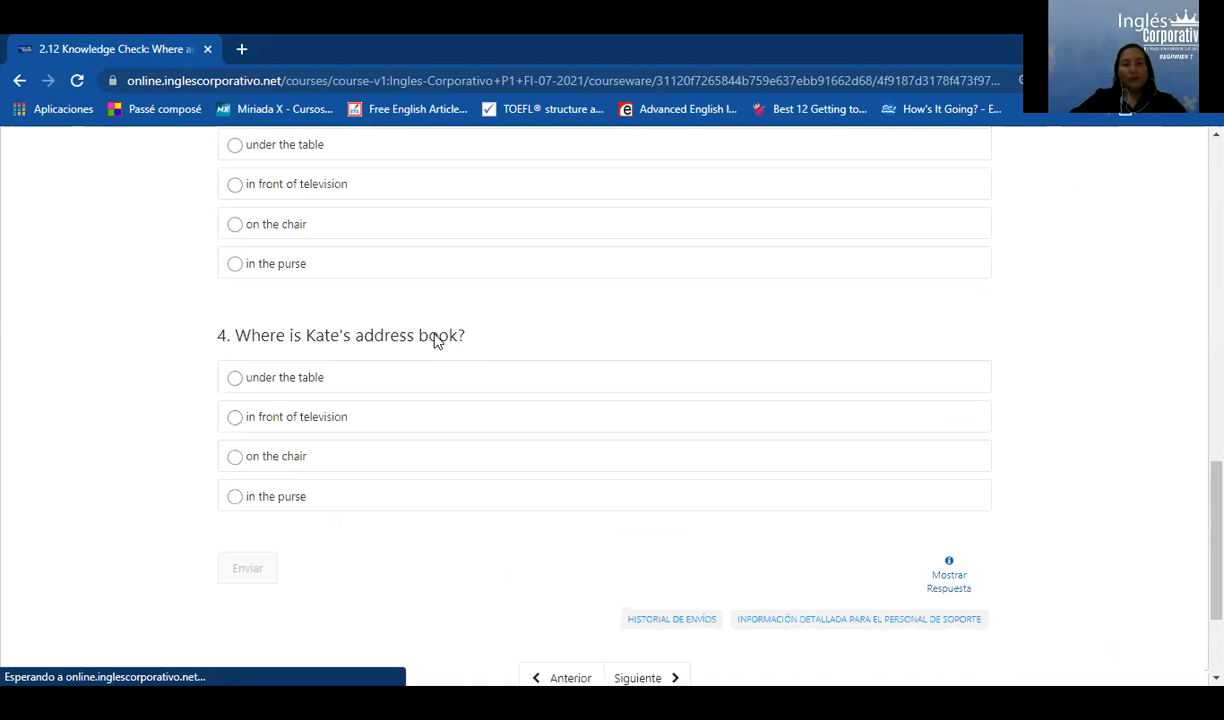 Inglés
Corporativo
BEGINNER 1
2.12 Knowledge Check: Where a
online.inglescorporativo.net/courses/course-v1:Ingles-Corporativo+P1+FI-07-2021/courseware/31120f7265844b759e637ebb91662d68/4f9187d3178f473f97...
Aplicaciones
Passé composé
Miriada X - Cursos...
Free English Article...
TOEFL® structure a...
Advanced English I...
Best 12 Getting to...
How's It Going? - E...
under the table
in front of television
on the chair
in the purse
4. Where is Kate's address book?
under the table
in front of television
on the chair
in the purse
Enviar
Mostrar
Respuesta
HISTORIAL DE ENVÍOS
INFORMACIÓN DETALLADA PARA EL PERSONAL DE SOPORTE
Anterior
Siguiente
Esperando a online.inglescorporativo.net...